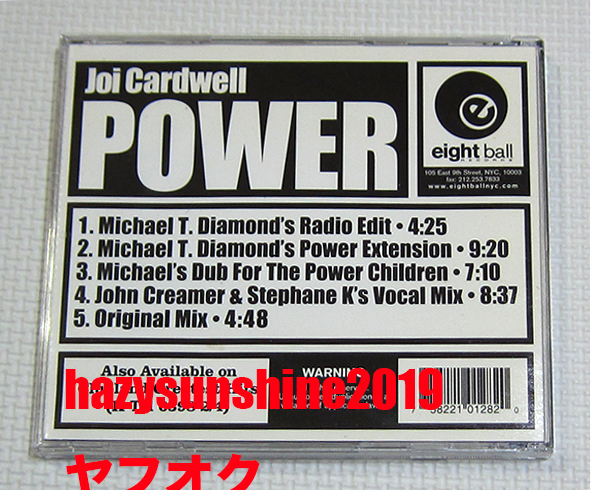 Joi Cardwell
POWER
eight ball
RECORDS
105 East 9th Street, NYC, 10003
fax: 212.253.7833
www.eightballnyc.com
1. Michael T. Diamond's Radio Edit • 4:25
2. Michael T. Diamond's Power Extension • 9:20
3. Michael's Dub For The Power Children • 7:10
4. John Creamer & Stephane K's Vocal Mix • 8:37
5. Original Mix • 4:48
Also Available on
WARNING
hazysunshine2019
ヤフオク